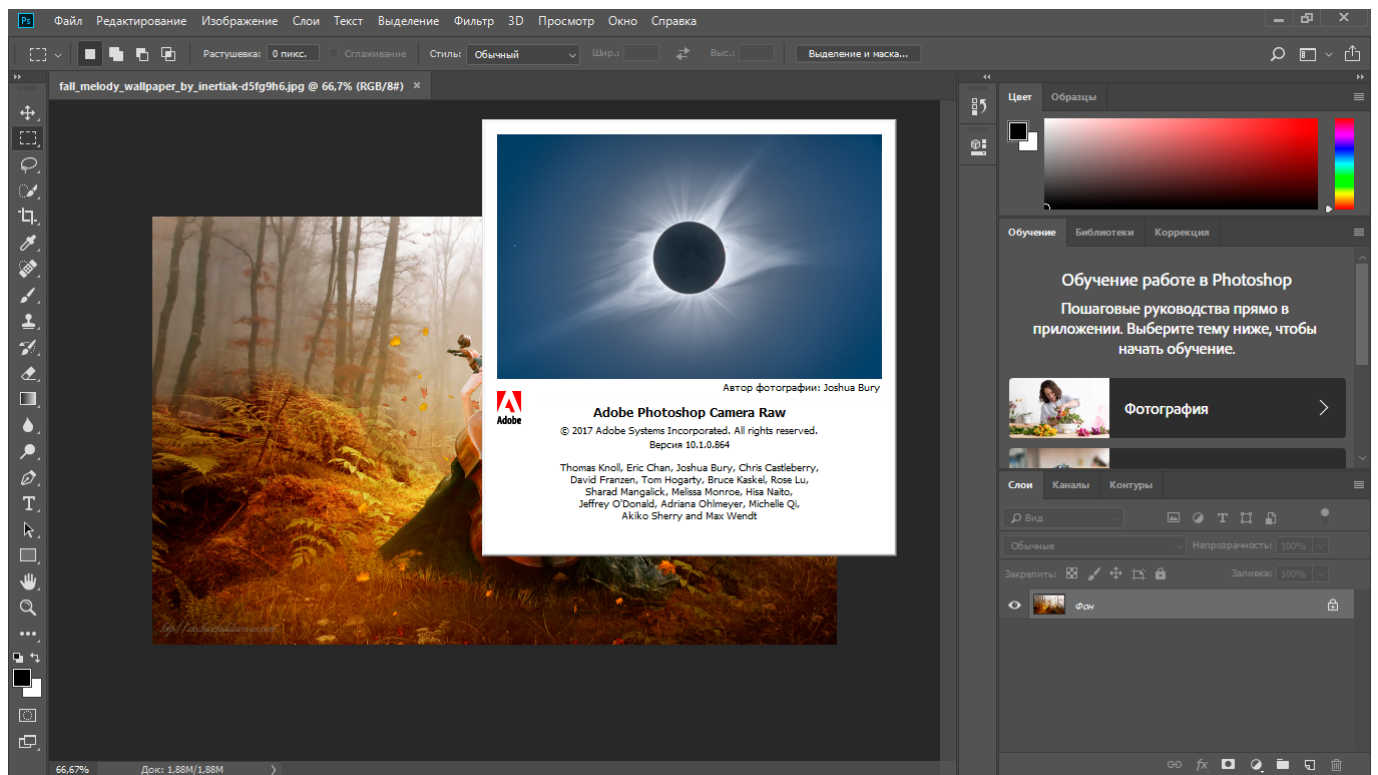 Ps
Файл Редактирование Изображение Слои Текст Выделение Фильтр 3D Просмотр Окно Справка
Растушевка: 0 пикс. Сглаживание Стиль: Обычный Шир.: Выс.: Выделение и маска...
fall_melody_wallpaper_by_inertiak-d5fg9h6.jpg @ 66,7% (RGB/8#) ×
Цвет Образцы
Обучение Библиотеки Коррекция
Обучение работе в Photoshop
Пошаговые руководства прямо в
приложении. Выберите тему ниже, чтобы
начать обучение.
Фотография
Автор фотографии: Joshua Bury
Adobe
Adobe Photoshop Camera Raw
© 2017 Adobe Systems Incorporated. All rights reserved.
Версия 10.1.0.864
Thomas Knoll, Eric Chan, Joshua Bury, Chris Castleberry,
David Franzen, Tom Hogarty, Bruce Kaskel, Rose Lu,
Sharad Mangalick, Melissa Monroe, Hisa Naito,
Jeffrey O'Donald, Adriana Ohlmeyer, Michelle Qi,
Akiko Sherry and Max Wendt
Слои Каналы Контуры
Вид
Обычные Непрозрачность: 100%
Закрепить: Заливка: 100%
Фон
fx
66,67% Док: 1,88M/1,88M